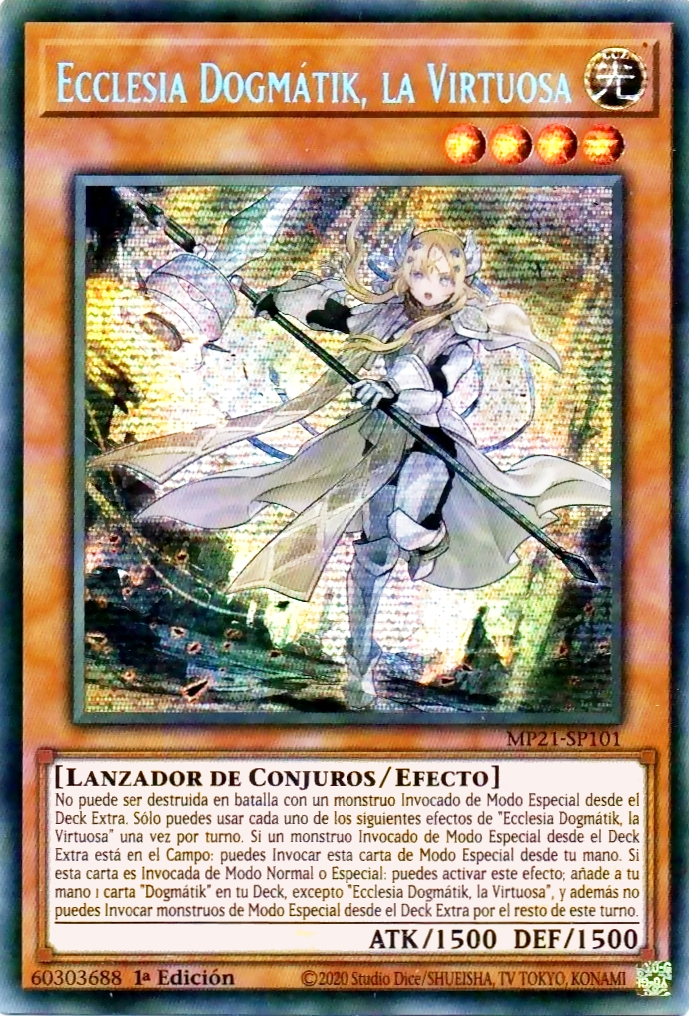 Ecclesia Dogmátik, la Virtuosa
LUZ
光
MP21-SP101
[Lanzador de Conjuros/Efecto]
No puede ser destruida en batalla con un monstruo Invocado de Modo Especial desde el
Deck Extra. Sólo puedes usar cada uno de los siguientes efectos de "Ecclesia Dogmátik, la
Virtuosa" una vez por turno. Si un monstruo Invocado de Modo Especial desde el Deck
Extra está en el Campo: puedes Invocar esta carta de Modo Especial desde tu mano. Si
esta carta es Invocada de Modo Normal o Especial: puedes activar este efecto; añade a tu
mano 1 carta "Dogmátik" en tu Deck, excepto "Ecclesia Dogmátik, la Virtuosa", y además no
puedes Invocar monstruos de Modo Especial desde el Deck Extra por el resto de este turno.
ATK/1500 DEF/1500
60303688 1ª Edición ©2020 Studio Dice/SHUEISHA, TV TOKYO, KONAMI